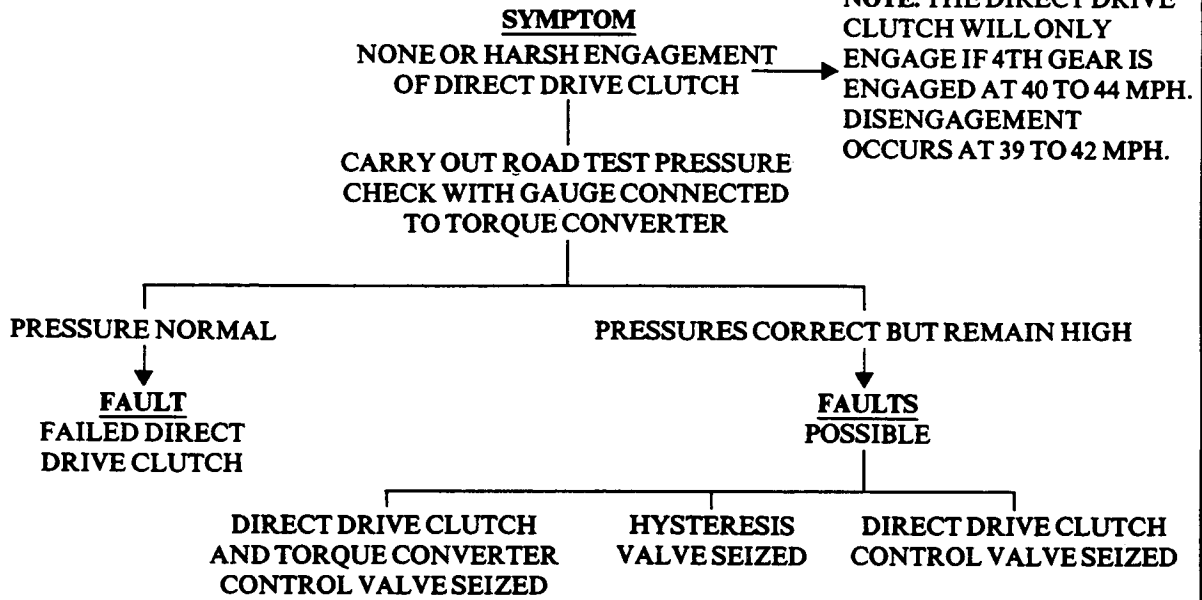 SYMPTOM
NONE OR HARSH ENGAGEMENT
OF DIRECT DRIVE CLUTCH
NOTE: THE DIRECT DRIVE
CLUTCH WILL ONLY
ENGAGE IF 4TH GEAR IS
ENGAGED AT 40 TO 44 MPH.
DISENGAGEMENT
OCCURS AT 39 TO 42 MPH.
CARRY OUT ROAD TEST PRESSURE
CHECK WITH GAUGE CONNECTED
TO TORQUE CONVERTER
PRESSURE NORMAL
PRESSURES CORRECT BUT REMAIN HIGH
FAULT
FAILED DIRECT
DRIVE CLUTCH
FAULTS
POSSIBLE
DIRECT DRIVE CLUTCH
AND TORQUE CONVERTER
CONTROL VALVE SEIZED
HYSTERESIS
VALVE SEIZED
DIRECT DRIVE CLUTCH
CONTROL VALVE SEIZED